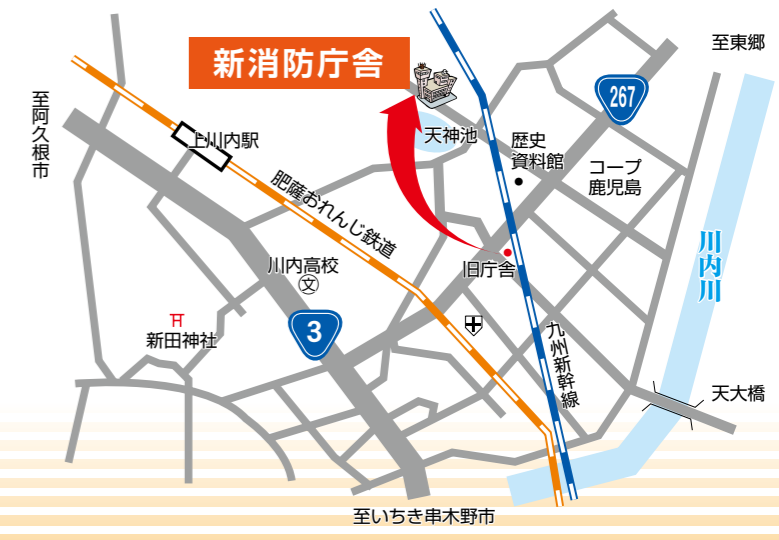 至東郷
新消防庁舎
267
至阿久根市
天神池
歴史
資料館
上川内駅
コープ
鹿児島
肥薩おれんじ鉄道
川内川
川内高校
文
旧庁舎
3
新田神社
九州新幹線
天大橋
至いちき串木野市